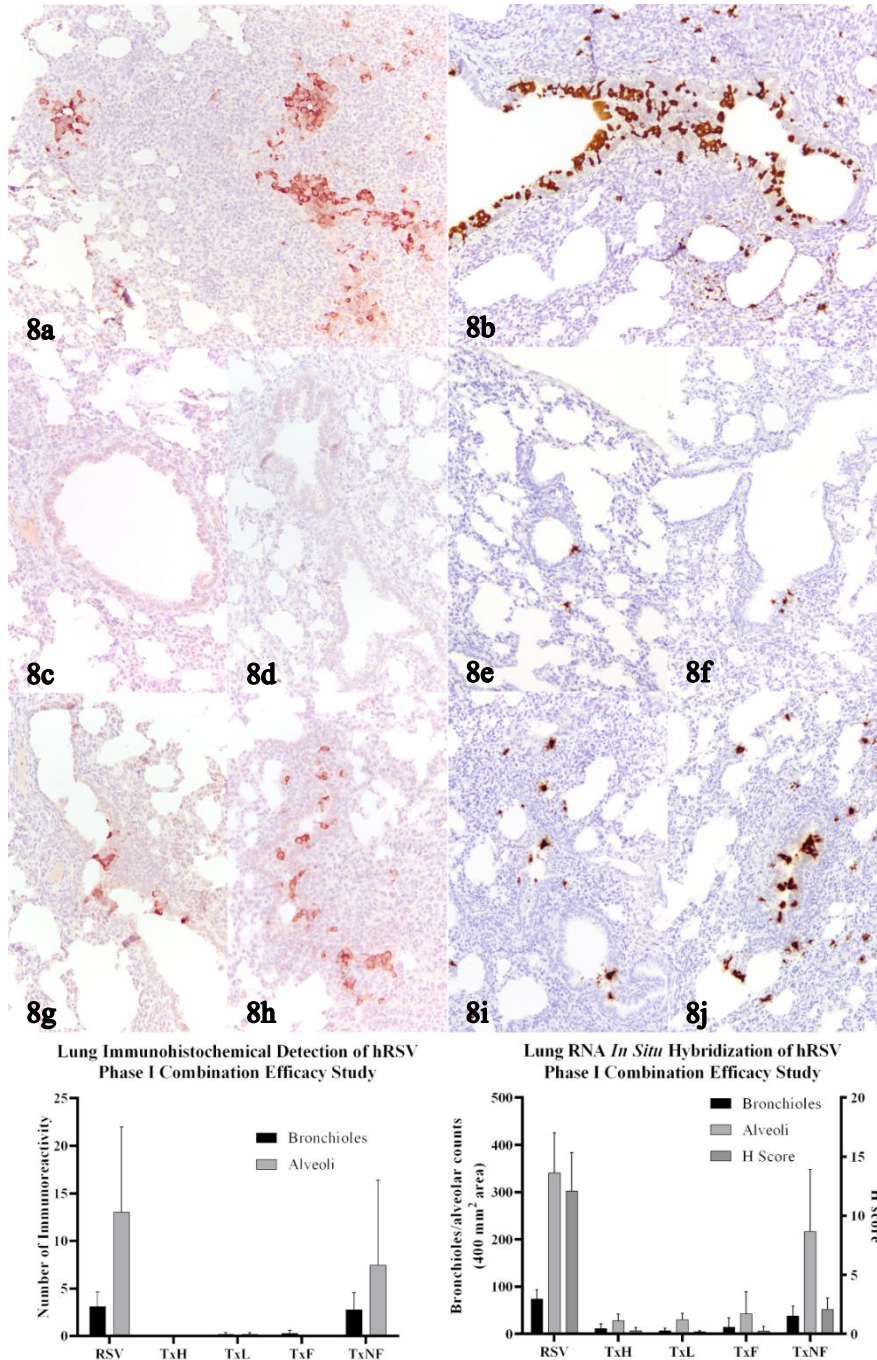 8a
8b
8c
8d
8e
8f
8g
8h
8i
8j
Lung Immunohistochemical Detection of hRSV
Phase I Combination Efficacy Study
Number of Immunoreactivity
25
20
15
10
5
0
Bronchioles
Alveoli
RSV TxH TxL TxF TxNF
Lung RNA In Situ Hybridization of hRSV
Phase I Combination Efficacy Study
Bronchioles/alveolar counts
(400 mm² area)
500
400
300
200
100
0
Bronchioles
Alveoli
H Score
20
15
10
5
0
H Score
RSV TxH TxL TxF TxNF